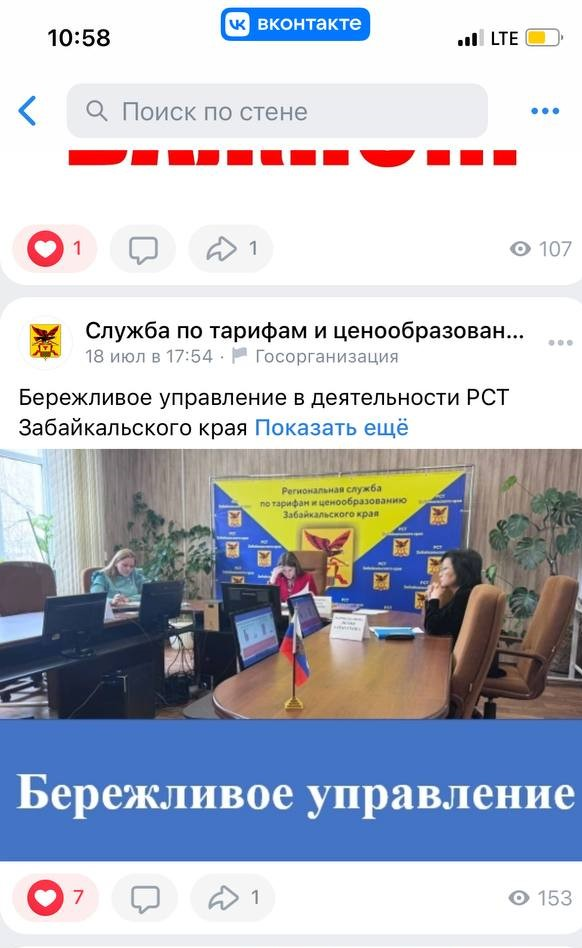 10:58
вконтакте
LTE
Поиск по стене
1
1
107
Служба по тарифам и ценообразован...
18 июл в 17:54 · Госорганизация
Бережливое управление в деятельности РСТ
Забайкальского края Показать ещё
Региональная служба
по тарифам и ценообразованию
Забайкальского края
Бережливое управление
7
1
153